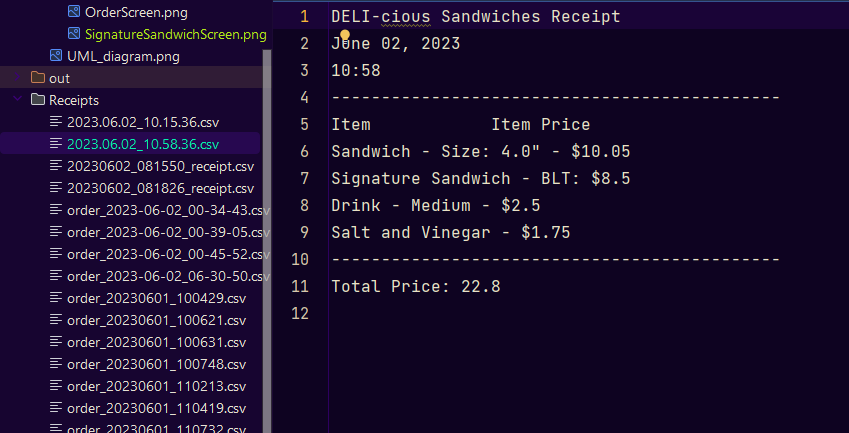 OrderScreen.png
SignatureSandwichScreen.png
UML_diagram.png
out
Receipts
2023.06.02_10.15.36.csv
2023.06.02_10.58.36.csv
20230602_081550_receipt.csv
20230602_081826_receipt.csv
order_2023-06-02_00-34-43.csv
order_2023-06-02_00-39-05.csv
order_2023-06-02_00-45-52.csv
order_2023-06-02_06-30-50.csv
order_20230601_100429.csv
order_20230601_100621.csv
order_20230601_100631.csv
order_20230601_100748.csv
order_20230601_110213.csv
order_20230601_110419.csv
order_20230601_110732.csv
1 DELI-cious Sandwiches Receipt
2 June 02, 2023
3 10:58
4 ---------------------------------------------
5 Item            Item Price
6 Sandwich - Size: 4.0" - $10.05
7 Signature Sandwich - BLT: $8.5
8 Drink - Medium - $2.5
9 Salt and Vinegar - $1.75
10 ---------------------------------------------
11 Total Price: 22.8
12